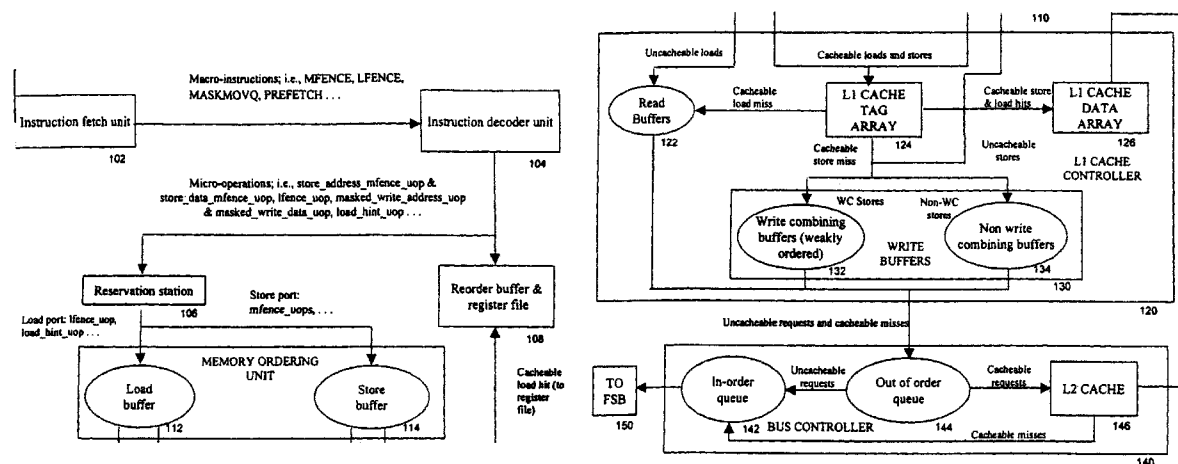 Macro-instructions; i.e., MFENCE, LFENCE,
MASKMOVQ, PREFETCH . . .
Instruction fetch unit
102
Instruction decoder unit
104
Micro-operations; i.e., store_address_mfence_uop &
store_data_mfence_uop, lfence_uop, masked_write_address_uop
& masked_write_data_uop, load_hint_uop . . .
Reservation station
106
Store port:
mfence_uops, . . .
Load port: lfence_uop,
load_hint_uop . . .
Reorder buffer &
register file
108
MEMORY ORDERING
UNIT
Load
buffer
112
Store
buffer
114
Cacheable
load hit (to
register
file)
110
Uncacheable loads
Cacheable loads and stores
Read
Buffers
122
Cacheable
load miss
L1 CACHE
TAG
ARRAY
124
Cacheable store
& load hits
L1 CACHE
DATA
ARRAY
126
Cacheable
store miss
Uncacheable
stores
L1 CACHE
CONTROLLER
WC Stores
Non-WC
stores
Write combining
buffers (weakly
ordered)
132
WRITE
BUFFERS
Non write
combining buffers
134
130
120
Uncacheable requests and cacheable misses
TO
FSB
150
In-order
queue
142
Uncacheable
requests
Out of order
queue
144
Cacheable
requests
L2 CACHE
146
BUS CONTROLLER
Cacheable misses
140